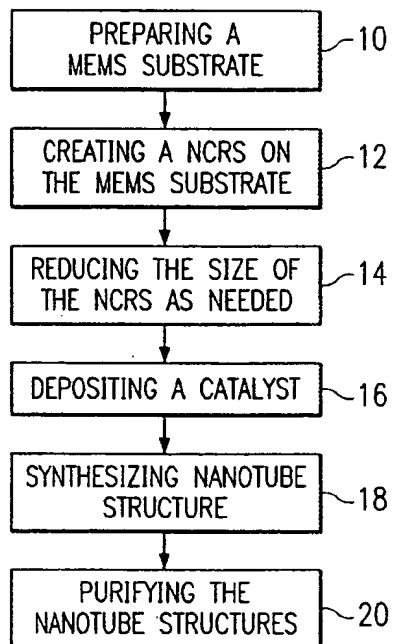 PREPARING A
MEMS SUBSTRATE
10
CREATING A NCRS ON
THE MEMS SUBSTRATE
12
REDUCING THE SIZE OF
THE NCRS AS NEEDED
14
DEPOSITING A CATALYST
16
SYNTHESIZING NANOTUBE
STRUCTURE
18
PURIFYING THE
NANOTUBE STRUCTURES
20